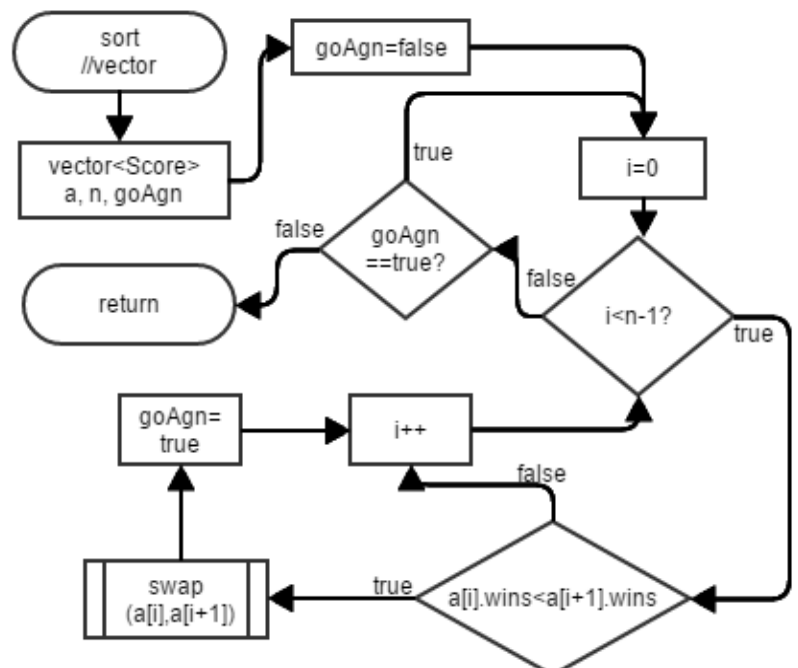 sort
//vector
goAgn=false
vector<Score>
a, n, goAgn
true
i=0
false
goAgn
==true?
return
false
i<n-1?
true
goAgn=
true
i++
false
swap
(a[i],a[i+1])
true
a[i].wins<a[i+1].wins